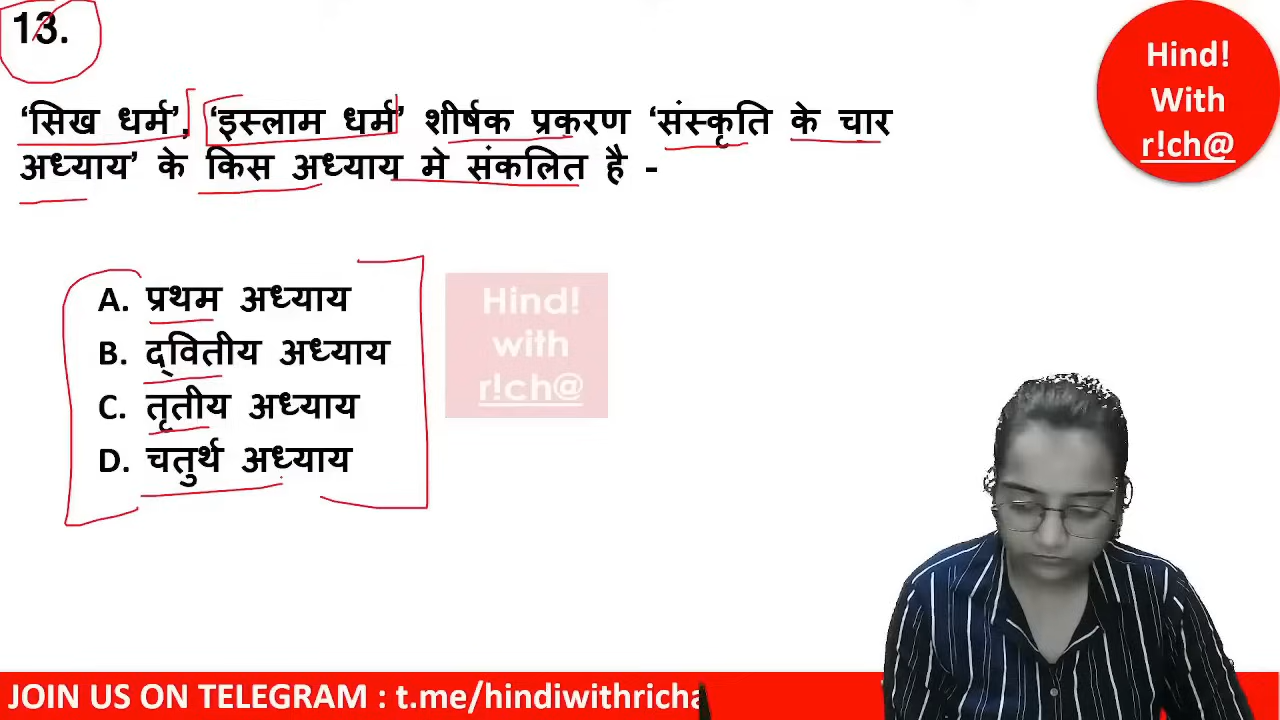 13.
Hind!
With
r!ch@
‘सिख धर्म’, ‘इस्लाम धर्म’ शीर्षक प्रकरण ‘संस्कृति के चार
अध्याय’ के किस अध्याय मे संकलित है -
A. प्रथम अध्याय
B. द्वितीय अध्याय
C. तृतीय अध्याय
D. चतुर्थ अध्याय
Hind!
with
r!ch@
JOIN US ON TELEGRAM : t.me/hindiwithricha